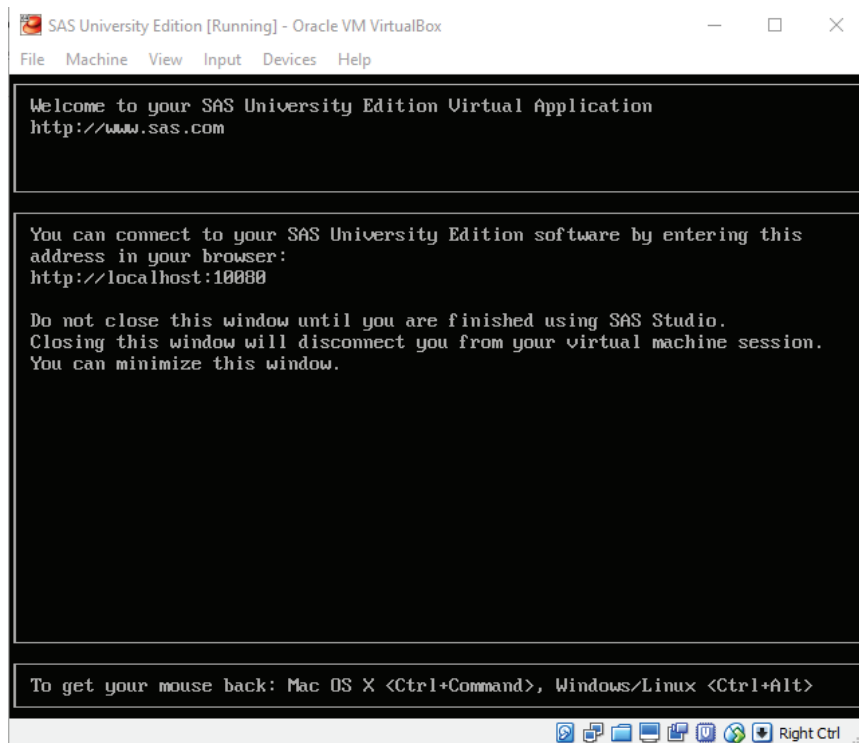 SAS University Edition [Running] - Oracle VM VirtualBox
File Machine View Input Devices Help
Welcome to your SAS University Edition Virtual Application
http://www.sas.com
You can connect to your SAS University Edition software by entering this
address in your browser:
http://localhost:10080
Do not close this window until you are finished using SAS Studio.
Closing this window will disconnect you from your virtual machine session.
You can minimize this window.
To get your mouse back: Mac OS X <Ctrl+Command>, Windows/Linux <Ctrl+Alt>
Right Ctrl